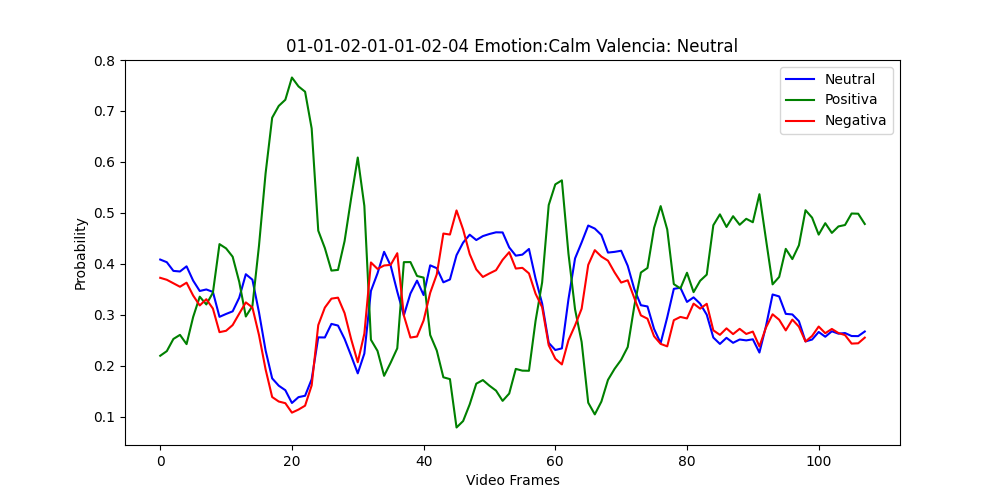 01-01-02-01-01-02-04 Emotion:Calm Valencia: Neutral
Neutral
Positiva
Negativa
Probability
0.8
0.7
0.6
0.5
0.4
0.3
0.2
0.1
0 20 40 60 80 100
Video Frames